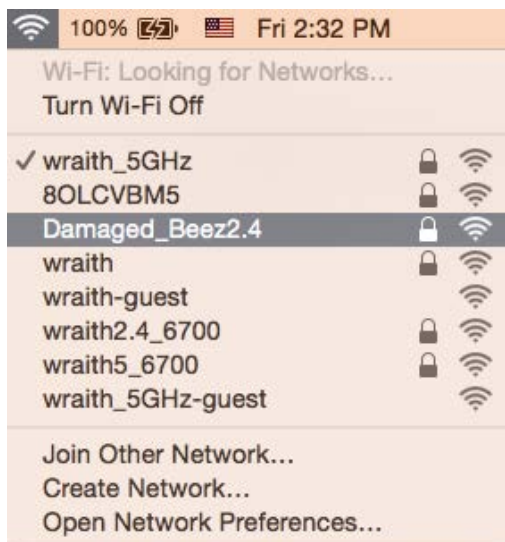 100% Fri 2:32 PM
Wi-Fi: Looking for Networks...
Turn Wi-Fi Off
wraith_5GHz
8OLCVBM5
Damaged_Beez2.4
wraith
wraith-guest
wraith2.4_6700
wraith5_6700
wraith_5GHz-guest
Join Other Network...
Create Network...
Open Network Preferences...